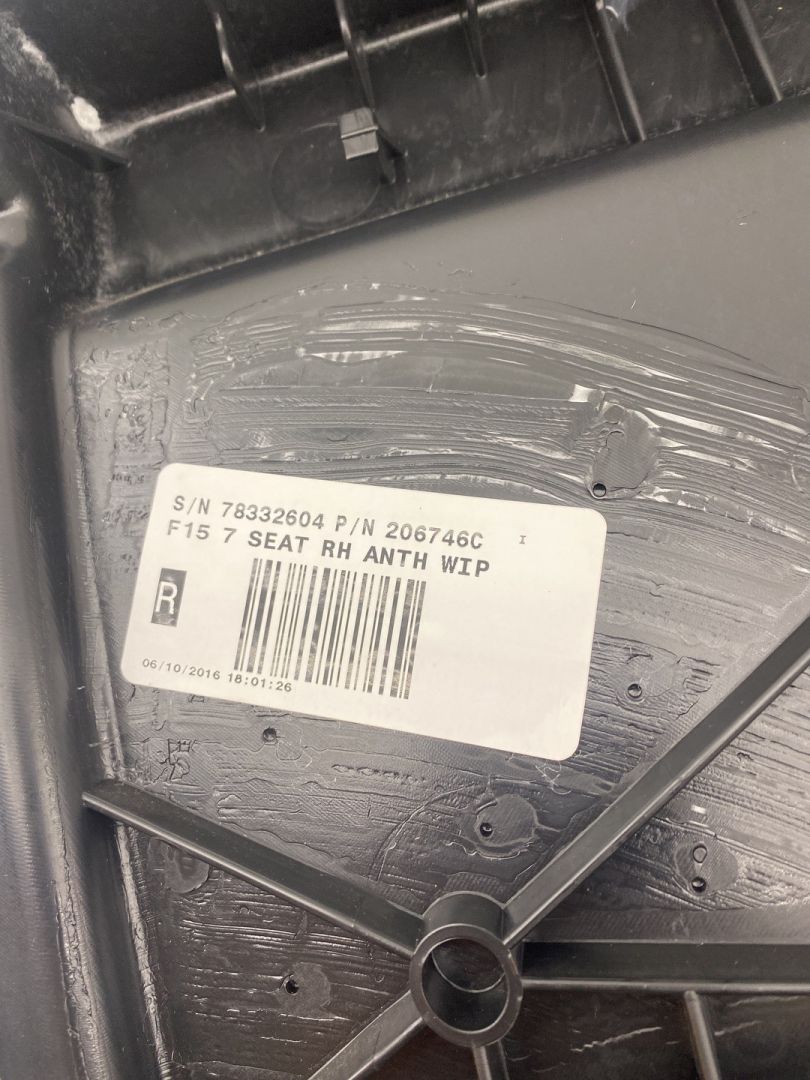 S/N 78332604 P/N 206746C I
F15 7 SEAT RH ANTH WIP
R
06/10/2016 18:01:26